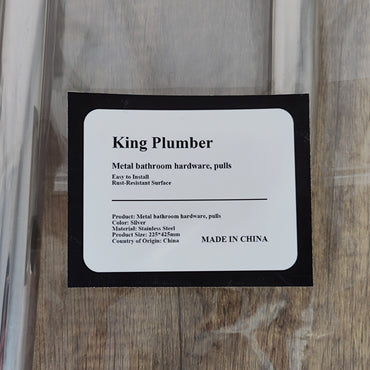 King Plumber
Metal bathroom hardware, pulls
Easy to Install
Rust-Resistant Surface
Product: Metal bathroom hardware, pulls
Color: Silver
Material: Stainless Steel
Product Size: 225*425mm
Country of Origin: China
MADE IN CHINA